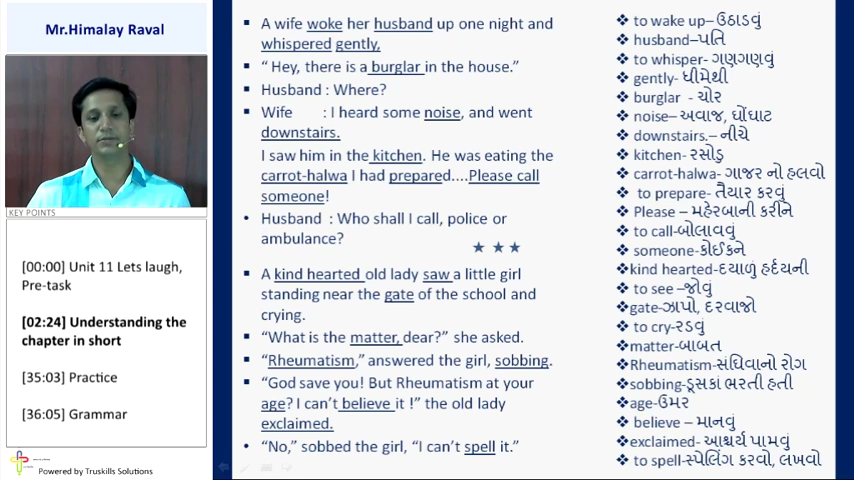 Mr.Himalay Raval
KEY POINTS
[00:00] Unit 11 Lets laugh,
Pre-task
[02:24] Understanding the
chapter in short
[35:03] Practice
[36:05] Grammar
Powered by Truskills Solutions
A wife woke her husband up one night and
whispered gently,
“ Hey, there is a burglar in the house.”
Husband : Where?
Wife : I heard some noise, and went
downstairs.
I saw him in the kitchen. He was eating the
carrot-halwa I had prepared....Please call
someone!
Husband : Who shall I call, police or
ambulance?
★ ★ ★
A kind hearted old lady saw a little girl
standing near the gate of the school and
crying.
“What is the matter, dear?” she asked.
“Rheumatism,” answered the girl, sobbing.
“God save you! But Rheumatism at your
age? I can’t believe it !” the old lady
exclaimed.
“No,” sobbed the girl, “I can’t spell it.”
to wake up– ઉઠાડવું
husband–પતિ
to whisper- ગણગણવું
gently- ધીમેથી
burglar - ચોર
noise– અવાજ, ઘોંઘાટ
downstairs.– નીચે
kitchen- રસોડુ
carrot-halwa- ગાજર નો હલવો
to prepare- તૈયાર કરવું
Please – મહેરબાની કરીને
to call-બોલાવવું
someone-કોઈકને
kind hearted-દયાળું હર્દયની
to see –જોવું
gate-ઝાપો, દરવાજો
to cry-રડવું
matter-બાબત
Rheumatism-સંધિવાનો રોગ
sobbing-ડૂસકાં ભરતી હતી
age-ઉમર
believe – માનવું
exclaimed- આશ્ચર્ય પામવું
to spell-સ્પેલિંગ કરવો, લખવો